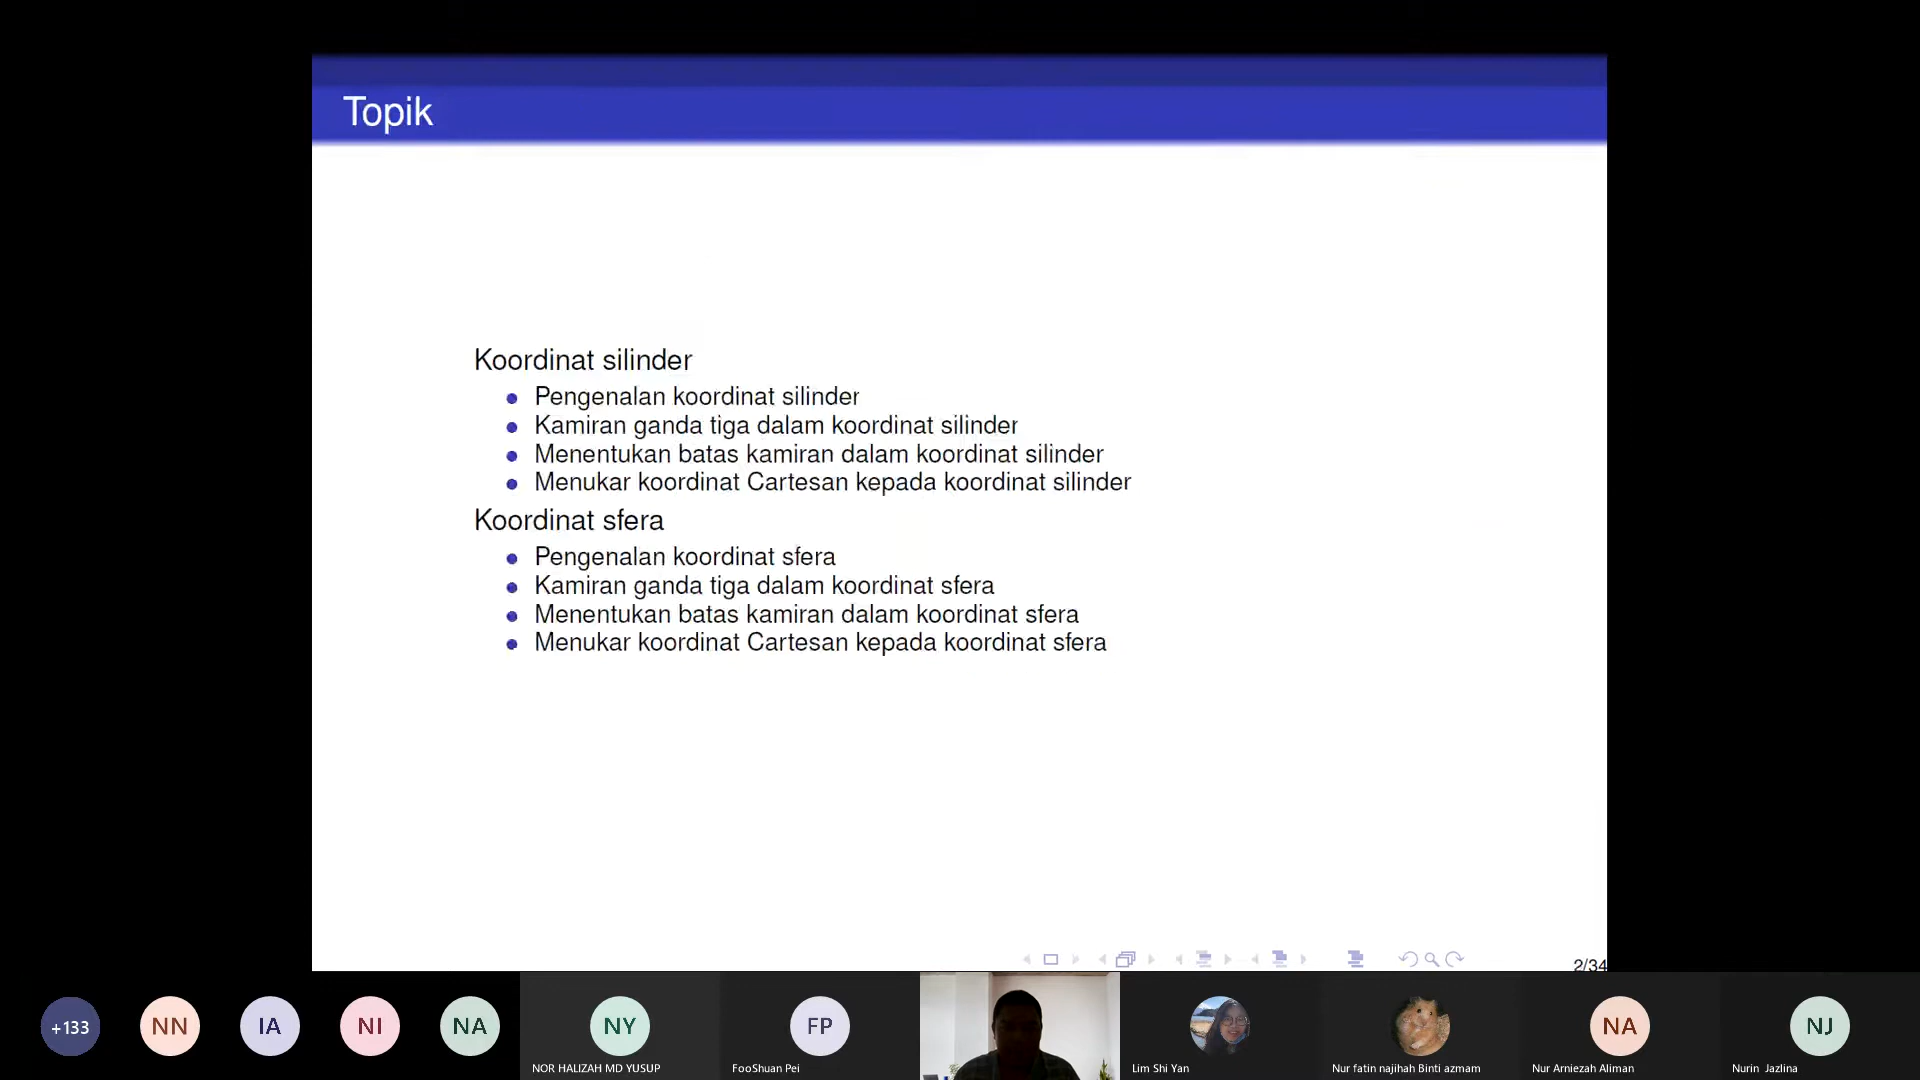 Topik
Koordinat silinder
Pengenalan koordinat silinder
Kamiran ganda tiga dalam koordinat silinder
Menentukan batas kamiran dalam koordinat silinder
Menukar koordinat Cartesan kepada koordinat silinder
Koordinat sfera
Pengenalan koordinat sfera
Kamiran ganda tiga dalam koordinat sfera
Menentukan batas kamiran dalam koordinat sfera
Menukar koordinat Cartesan kepada koordinat sfera
2/34
+133 NN IA NI NA NY FP NA NJ
NOR HALIZAH MD YUSUP FooShuan Pei Lim Shi Yan Nur fatin najihah Binti azmam Nur Arniezah Aliman Nurin Jazlina